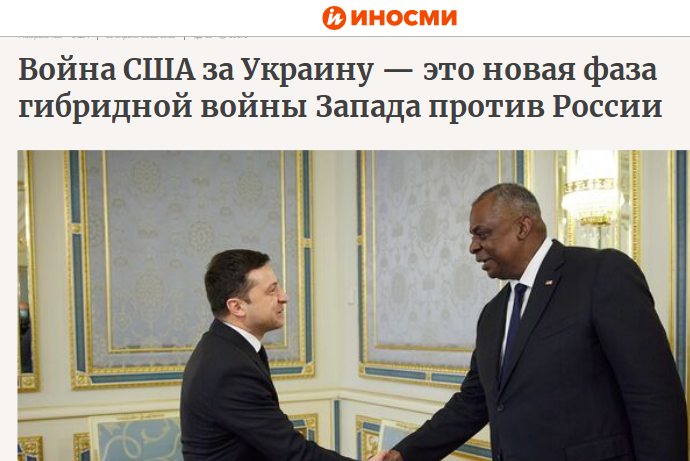 ИНОСМИ
Война США за Украину — это новая фаза
гибридной войны Запада против России